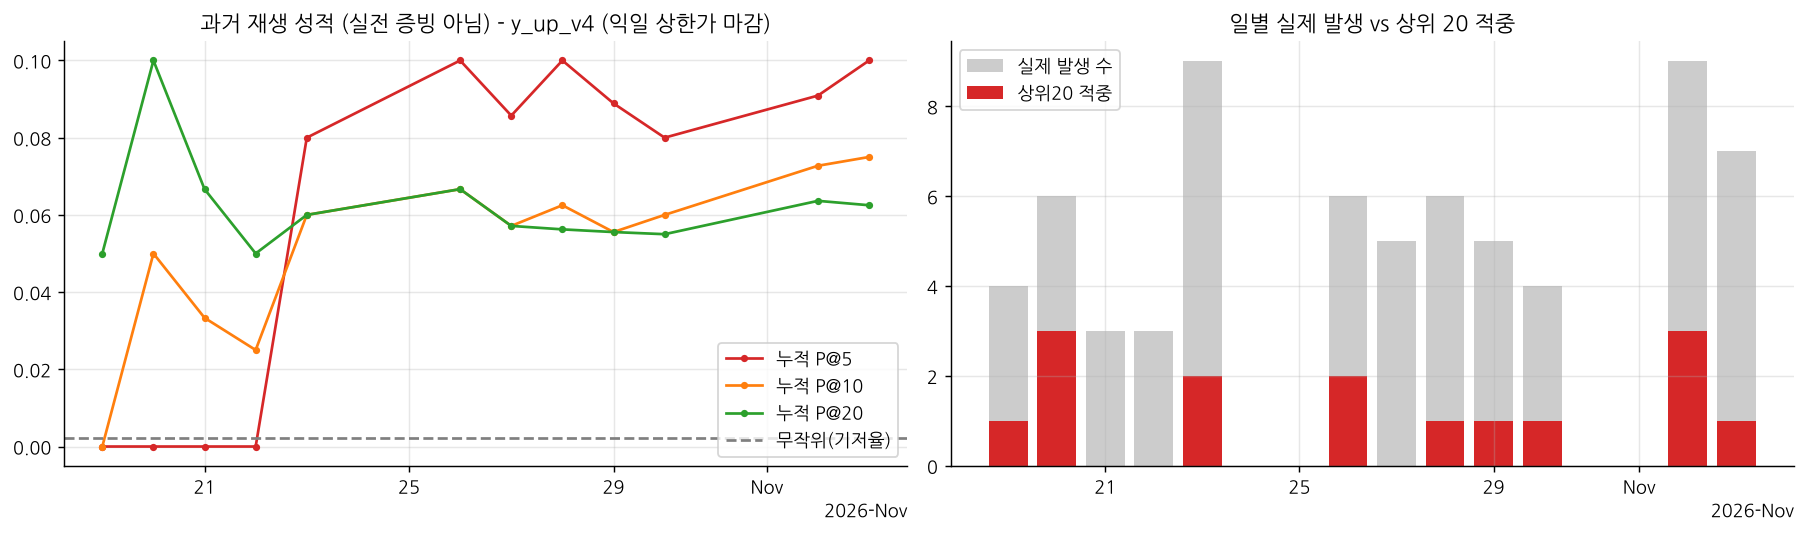 과거 재생 성적 (실전 증빙 아님) - y_up_v4 (익일 상한가 마감)
0.10
0.08
0.06
0.04
0.02
0.00
누적 P@5
누적 P@10
누적 P@20
무작위(기저율)
21
25
29
Nov
2026-Nov
일별 실제 발생 vs 상위 20 적중
실제 발생 수
상위20 적중
8
6
4
2
0
21
25
29
Nov
2026-Nov